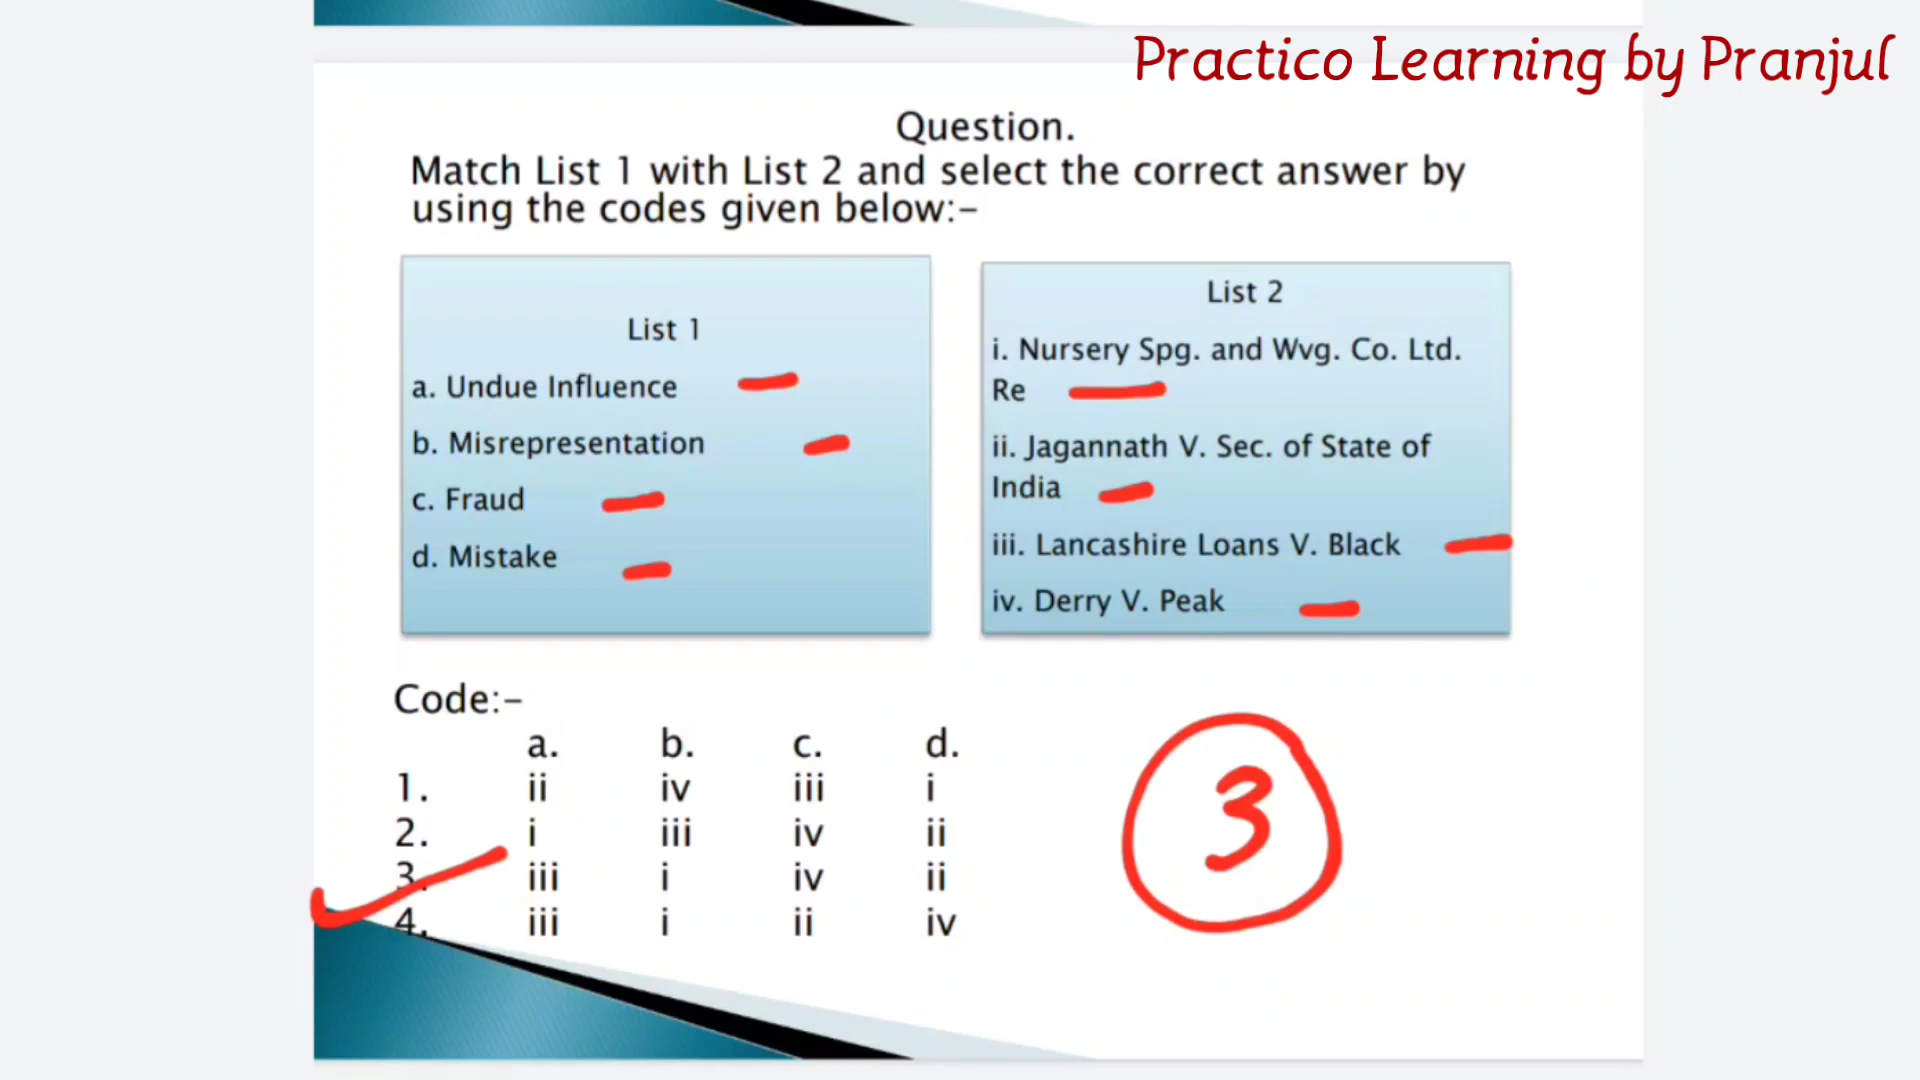 Practico Learning by Pranjul
Question.
Match List 1 with List 2 and select the correct answer by
using the codes given below:-
List 1
a. Undue Influence
b. Misrepresentation
c. Fraud
d. Mistake
List 2
i. Nursery Spg. and Wvg. Co. Ltd.
Re
ii. Jagannath V. Sec. of State of
India
iii. Lancashire Loans V. Black
iv. Derry V. Peak
Code:-
a. b. c. d.
1. ii iv iii i
2. i iii iv ii
3. iii i iv ii
4. iii i ii iv
3